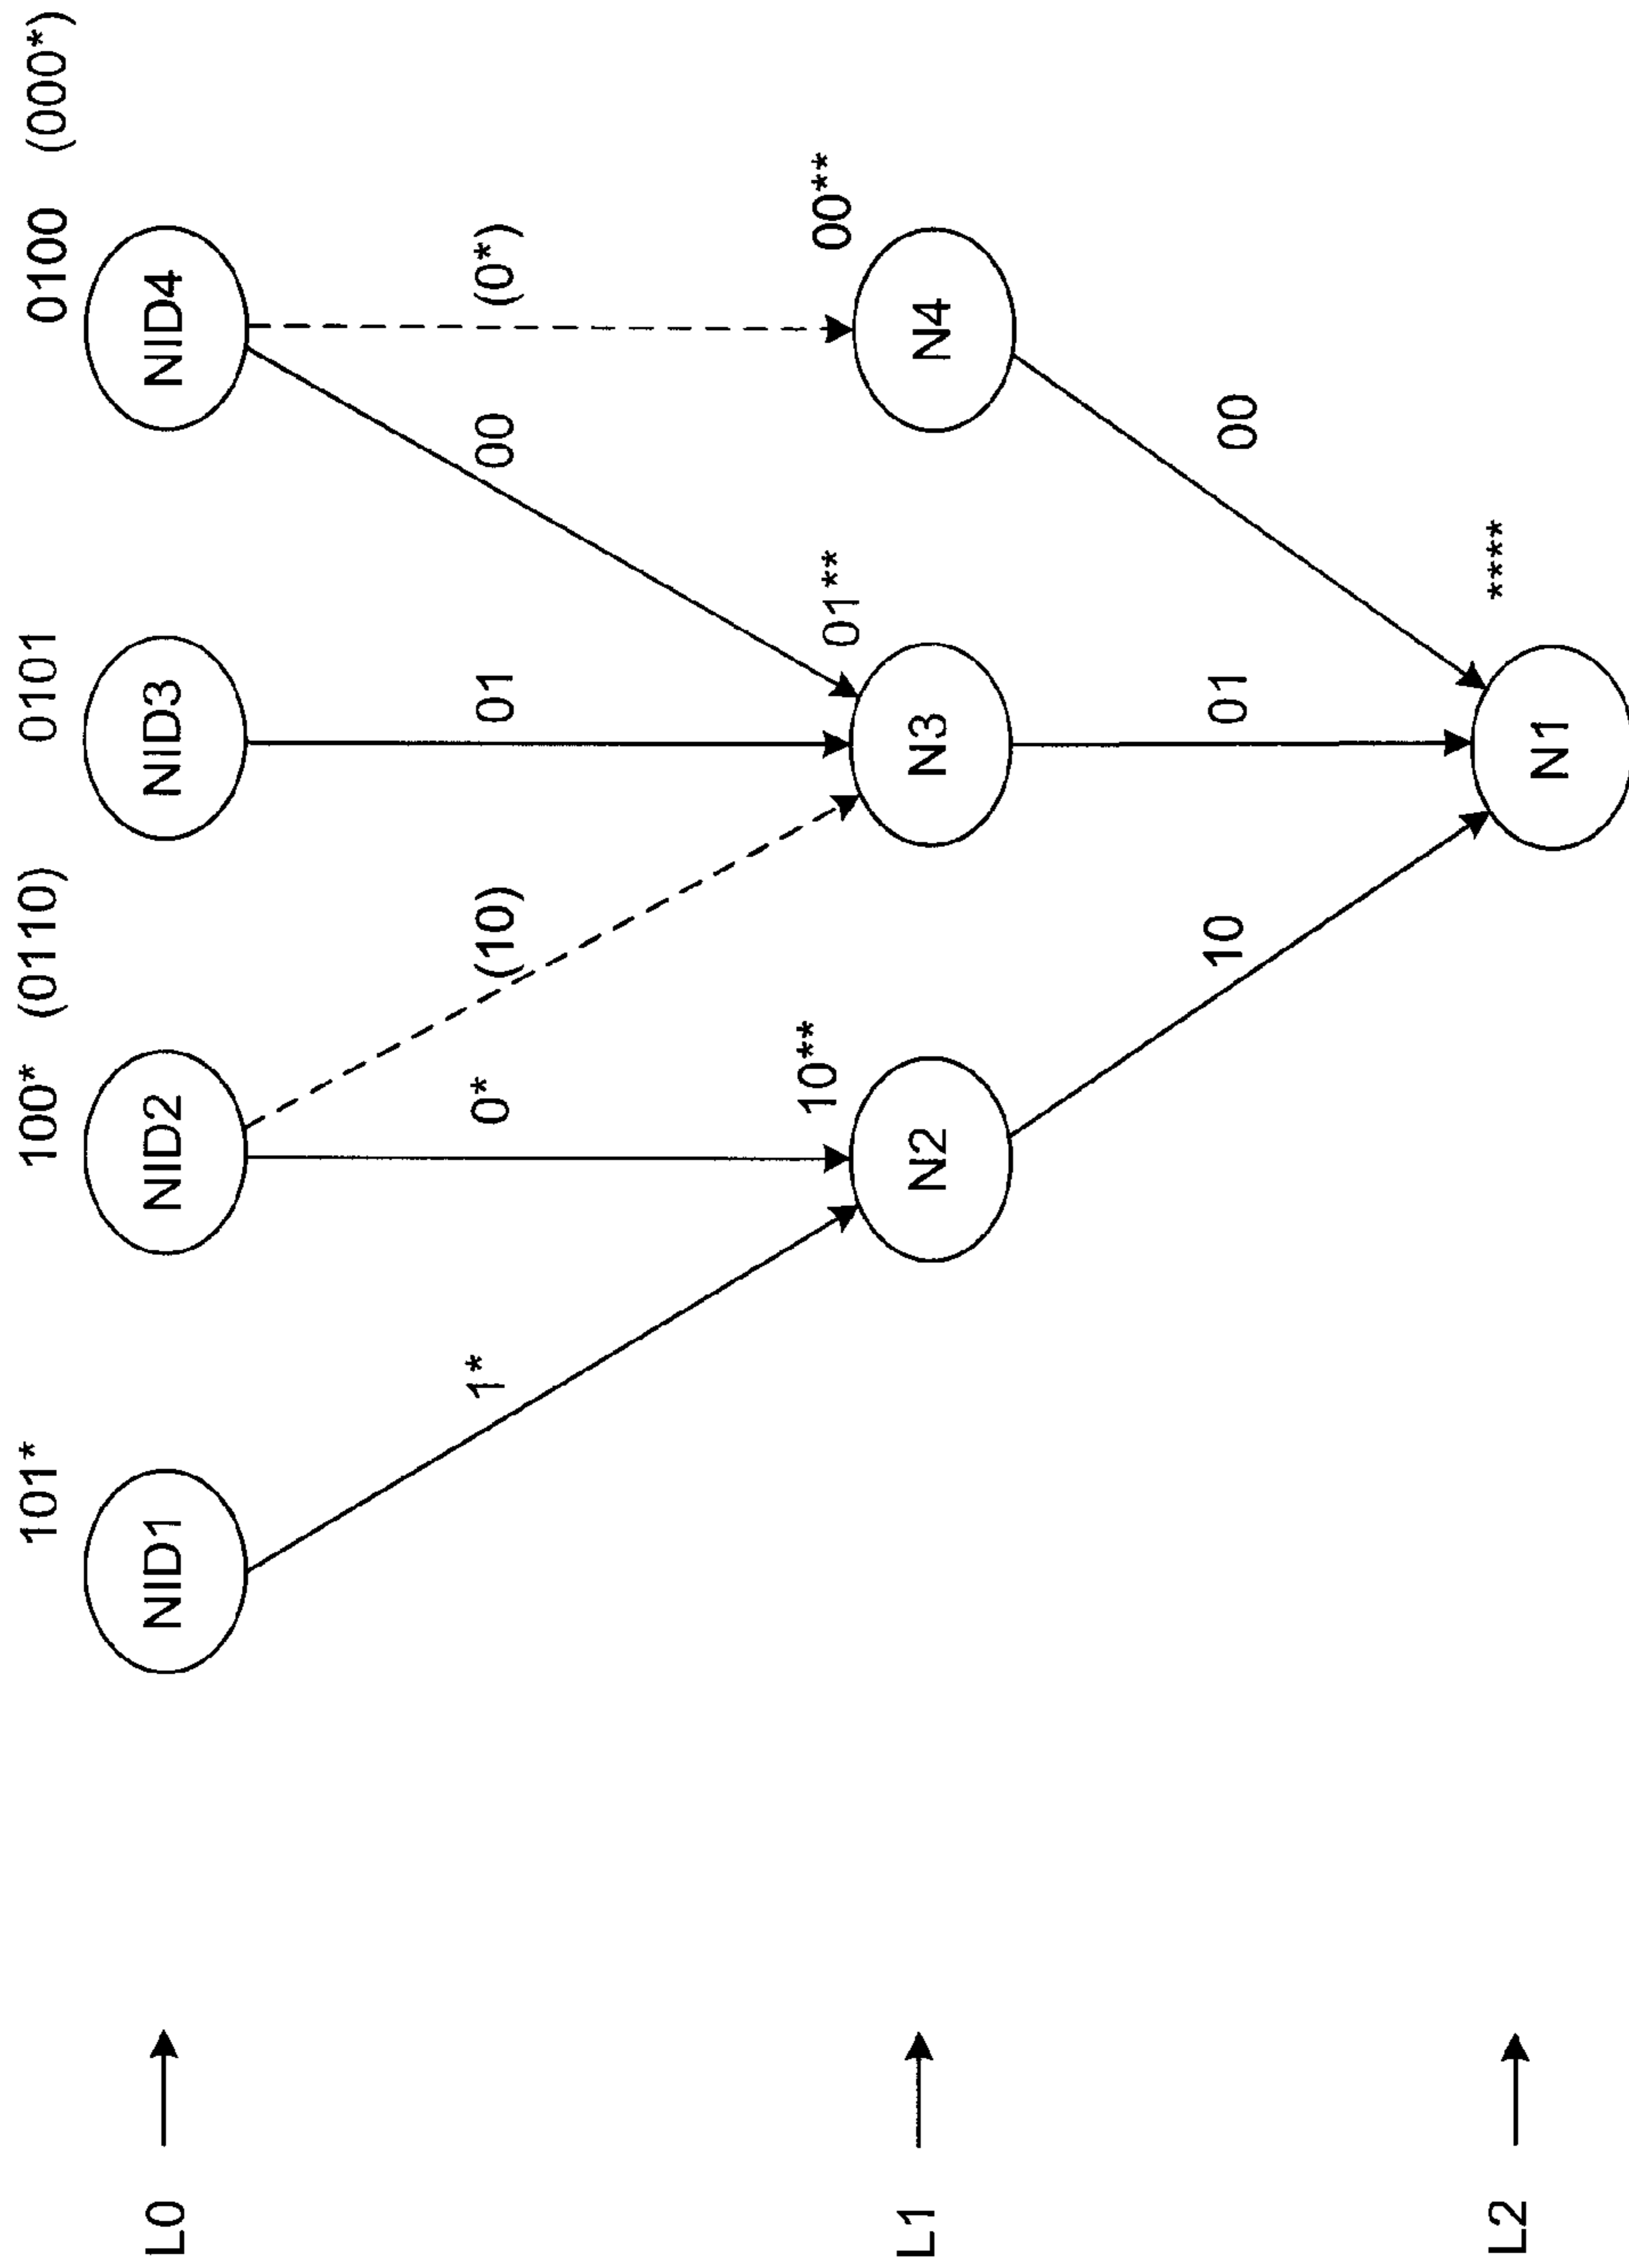 101*
100* (0110)
0101
0100 (000*)
L0
NID1
NID2
NID3
NID4
1*
0*
(10)
01
00
(0*)
10**
01**
00**
L1
N2
N3
N4
10
01
00
****
L2
N1